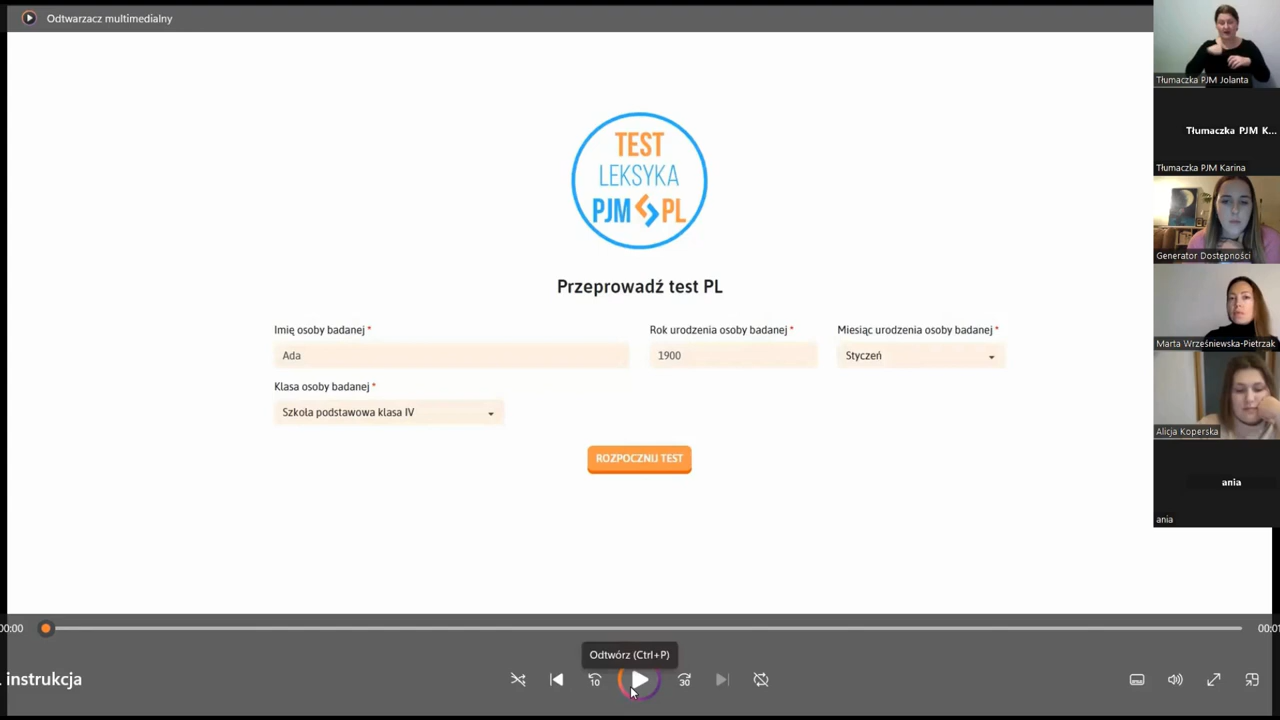 Odtwarzacz multimedialny
TEST
LEKSYKA
PJM PL
Przeprowadź test PL
Imię osoby badanej *
Rok urodzenia osoby badanej *
Miesiąc urodzenia osoby badanej *
Ada
1900
Styczeń
Klasa osoby badanej *
Szkoła podstawowa klasa IV
ROZPOCZNIJ TEST
Tłumaczka PJM Jolanta
Tłumaczka PJM K...
Tłumaczka PJM Karina
Generator Dostępności
Marta Wrześniewska-Pietrzak
Alicja Koperska
ania
ania
00:00
00:0
Odtwórz (Ctrl+P)
instrukcja
10
30